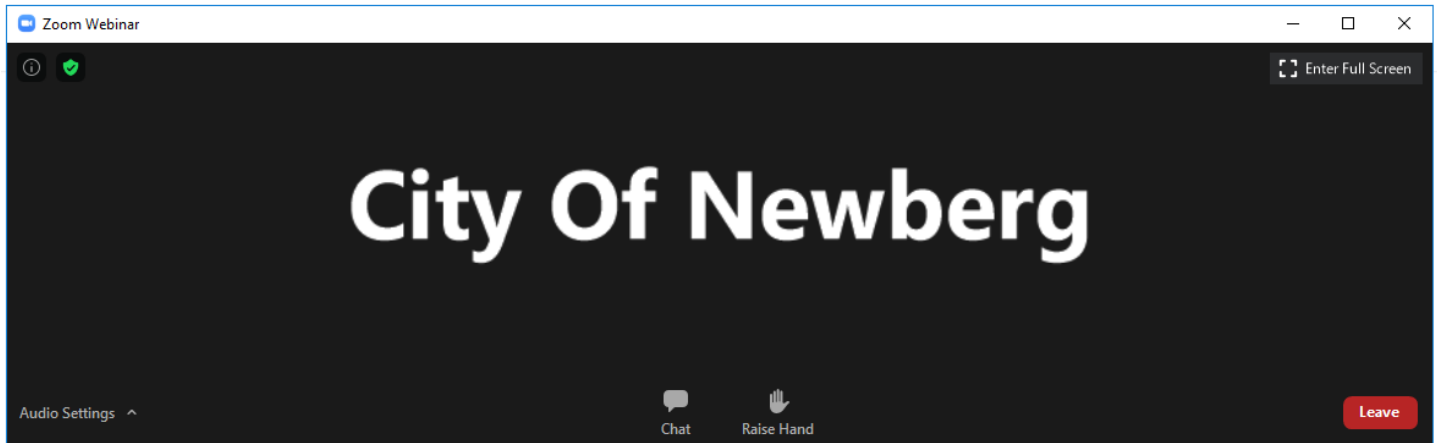 Zoom Webinar
Enter Full Screen
City Of Newberg
Audio Settings
Chat
Raise Hand
Leave